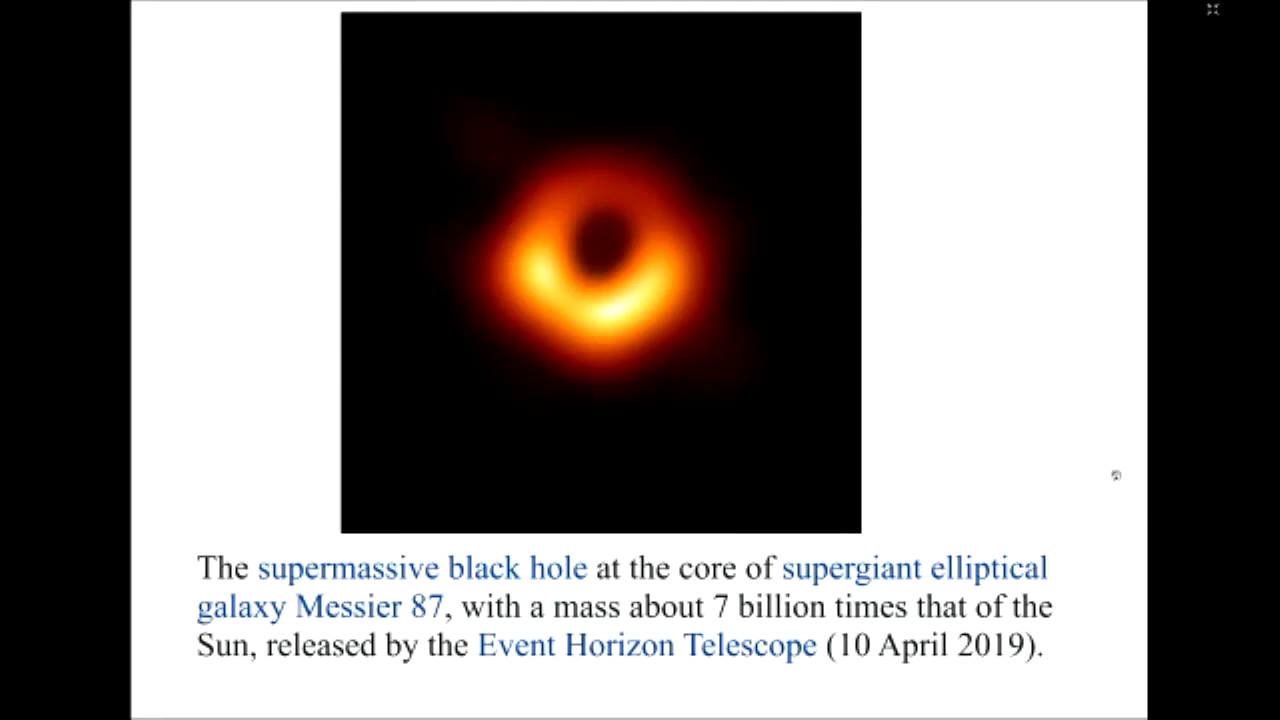 The supermassive black hole at the core of supergiant elliptical
galaxy Messier 87, with a mass about 7 billion times that of the
Sun, released by the Event Horizon Telescope (10 April 2019).